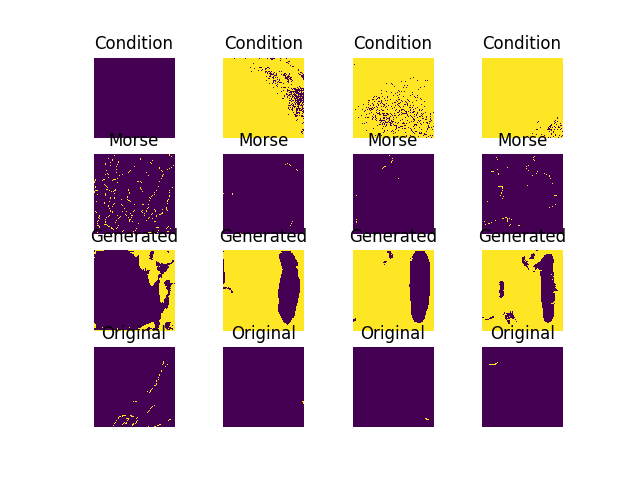 Condition Condition Condition Condition
Morse Morse Morse Morse
Generated Generated Generated Generated
Original Original Original Original